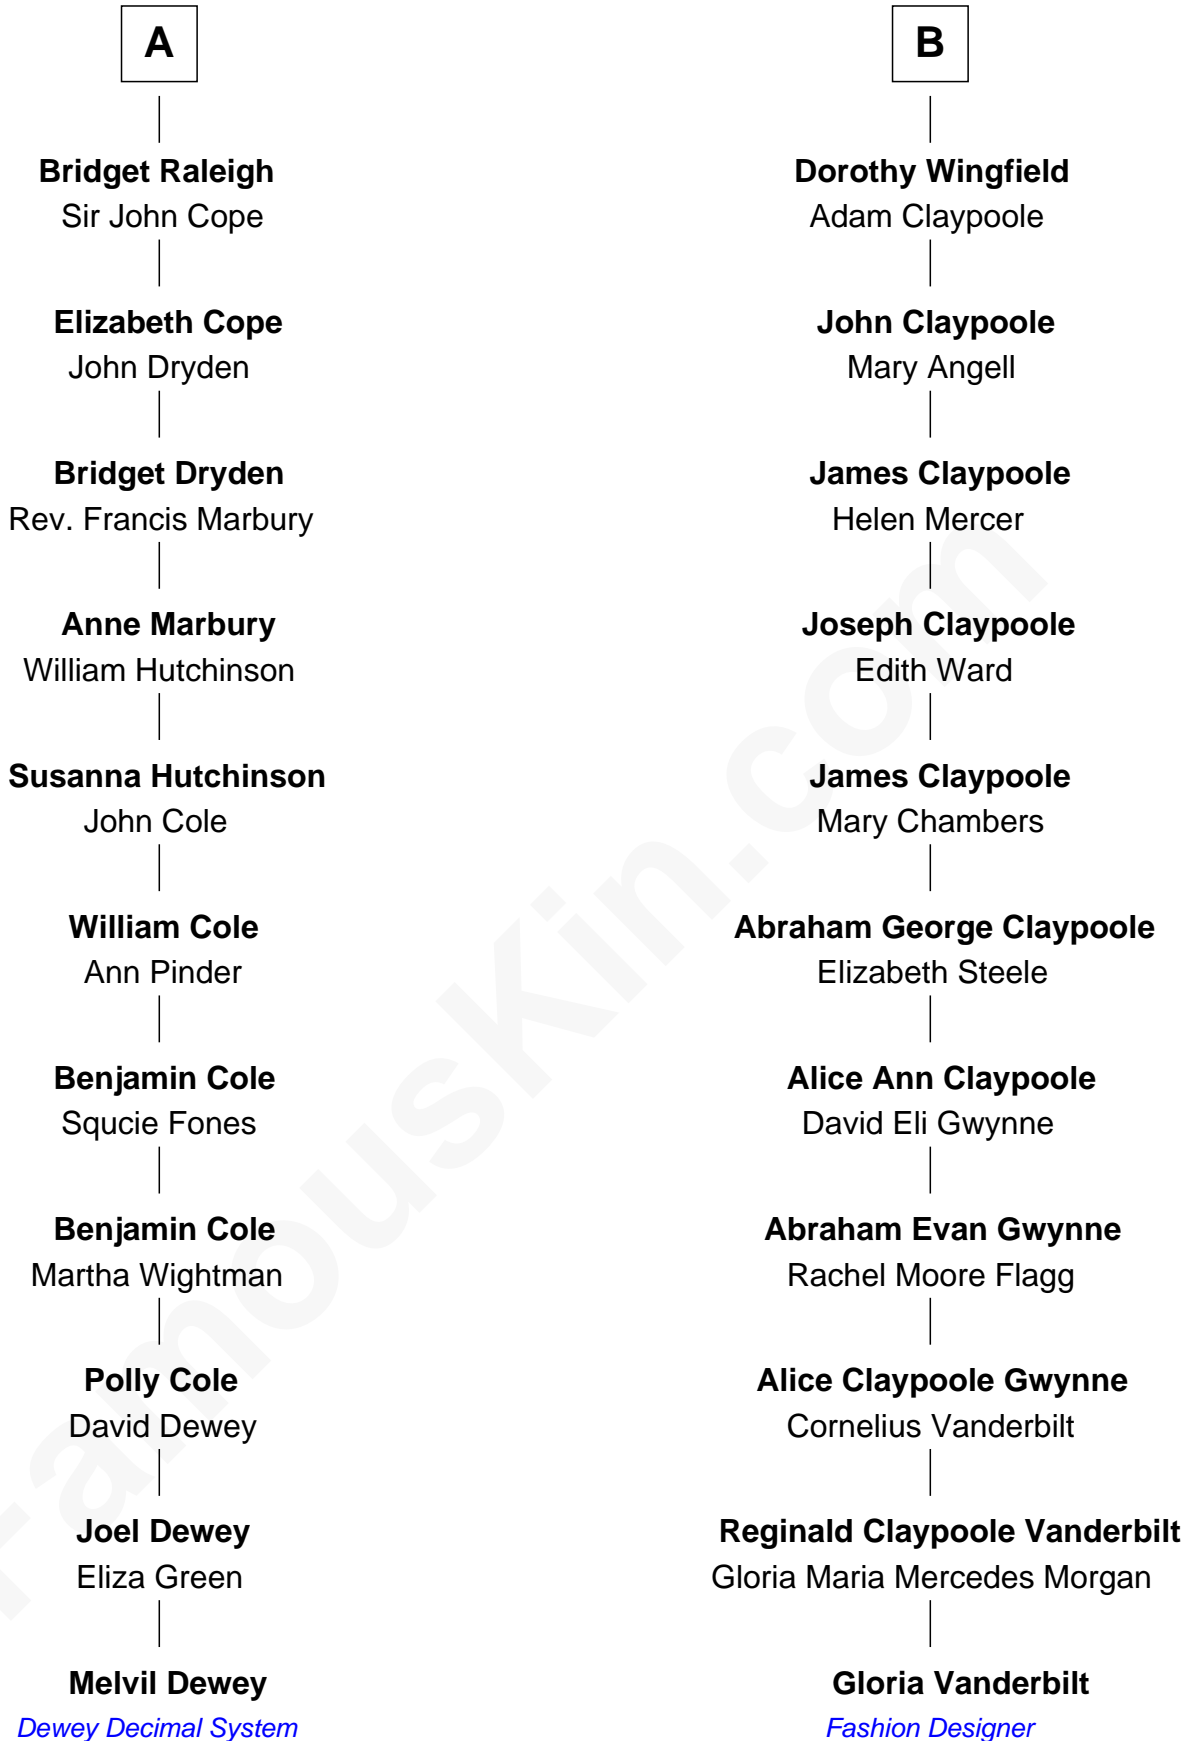 A
Bridget Raleigh
Sir John Cope
Elizabeth Cope
John Dryden
Bridget Dryden
Rev. Francis Marbury
Anne Marbury
William Hutchinson
Susanna Hutchinson
John Cole
William Cole
Ann Pinder
Benjamin Cole
Squcie Fones
Benjamin Cole
Martha Wightman
Polly Cole
David Dewey
Joel Dewey
Eliza Green
Melvil Dewey
Dewey Decimal System
B
Dorothy Wingfield
Adam Claypoole
John Claypoole
Mary Angell
James Claypoole
Helen Mercer
Joseph Claypoole
Edith Ward
James Claypoole
Mary Chambers
Abraham George Claypoole
Elizabeth Steele
Alice Ann Claypoole
David Eli Gwynne
Abraham Evan Gwynne
Rachel Moore Flagg
Alice Claypoole Gwynne
Cornelius Vanderbilt
Reginald Claypoole Vanderbilt
Gloria Maria Mercedes Morgan
Gloria Vanderbilt
Fashion Designer
FamousKin.com